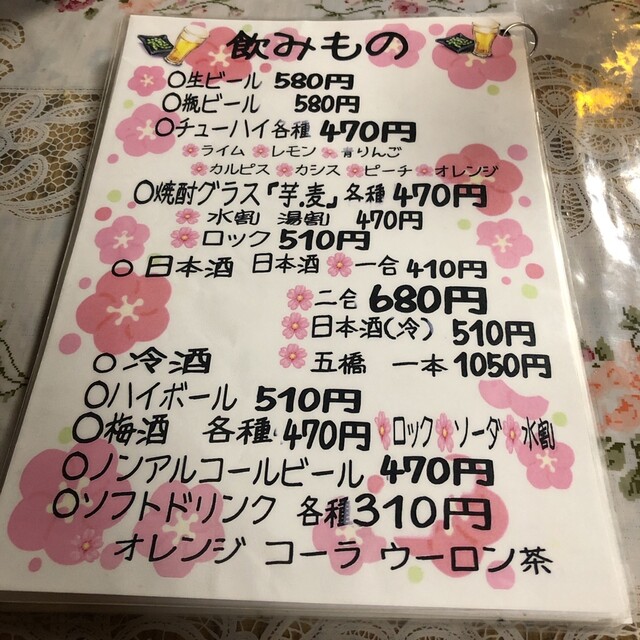 飲みもの
○生ビール 580円
○瓶ビール 580円
○チューハイ各種 470円
ライム レモン 青りんご
カルピス カシス ピーチ オレンジ
○焼酎グラス「芋.麦」各種 470円
水割 湯割 470円
ロック 510円
○日本酒 日本酒 一合 410円
二合 680円
日本酒(冷) 510円
○冷酒 五橋 一本 1050円
○ハイボール 510円
○梅酒 各種 470円 ロック ソーダ 水割
○ノンアルコールビール 470円
○ソフトドリンク 各種 310円
オレンジ コーラ ウーロン茶